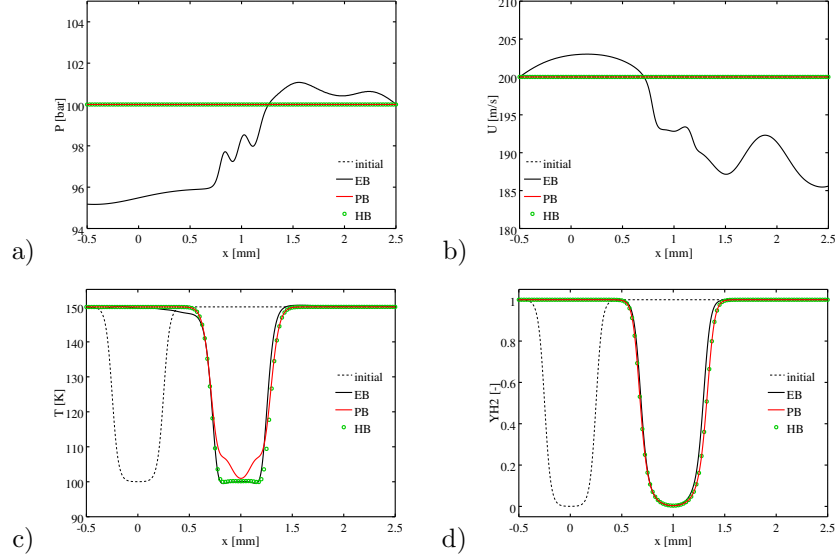 106
104
102
100
98
96
94
-0.5 0 0.5 1 1.5 2 2.5
P [bar]
x [mm]
initial
EB
PB
HB
a)
210
205
200
195
190
185
180
-0.5 0 0.5 1 1.5 2 2.5
U [m/s]
x [mm]
initial
EB
PB
HB
b)
150
140
130
120
110
100
90
-0.5 0 0.5 1 1.5 2 2.5
T [K]
x [mm]
initial
EB
PB
HB
c)
1
0.8
0.6
0.4
0.2
0
-0.5 0 0.5 1 1.5 2 2.5
YH2 [-]
x [mm]
initial
EB
PB
HB
d)